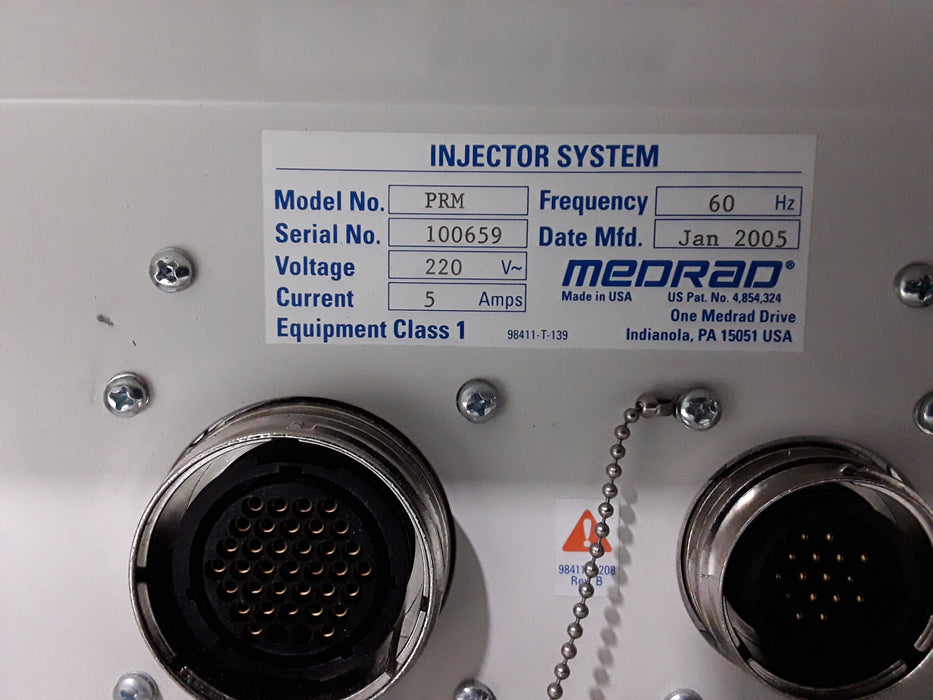 INJECTOR SYSTEM
Model No. PRM Frequency 60 Hz
Serial No. 100659 Date Mfd. Jan 2005
Voltage 220 V~ MEDRAD®
Made in USA US Pat. No. 4,854,324
Current 5 Amps One Medrad Drive
Equipment Class 1 98411-T-139 Indianola, PA 15051 USA
208
Rev B